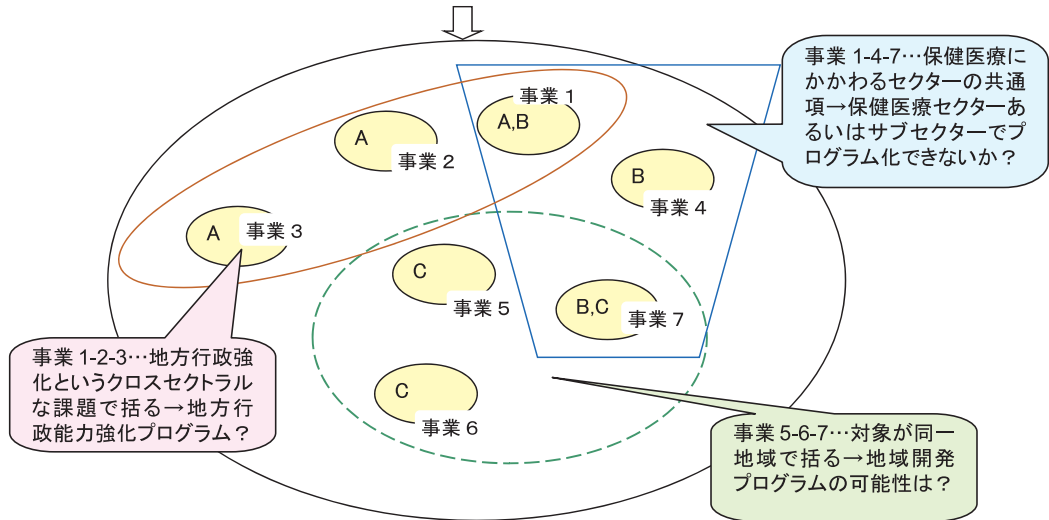 事業 1
A,B
A
事業 2
B
事業 4
A
事業 3
C
事業 5
B,C
事業 7
C
事業 6
事業 1-4-7…保健医療に
かかわるセクターの共通
項→保健医療セクターあ
るいはサブセクターでプ
ログラム化できないか？
事業 1-2-3…地方行政強
化というクロスセクトラル
な課題で括る→地方行
政能力強化プログラム？
事業 5-6-7…対象が同一
地域で括る→地域開発
プログラムの可能性は？